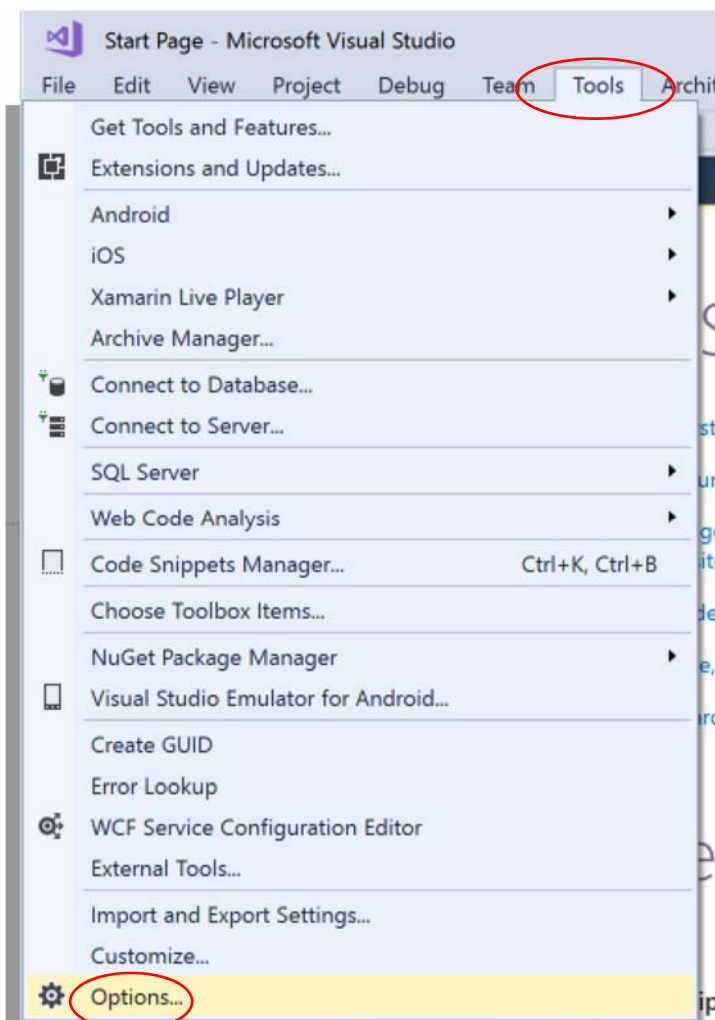 Start Page - Microsoft Visual Studio
File Edit View Project Debug Team Tools Archit
Get Tools and Features...
Extensions and Updates...
Android
iOS
Xamarin Live Player
Archive Manager...
Connect to Database...
Connect to Server...
SQL Server
Web Code Analysis
Code Snippets Manager... Ctrl+K, Ctrl+B
Choose Toolbox Items...
NuGet Package Manager
Visual Studio Emulator for Android...
Create GUID
Error Lookup
WCF Service Configuration Editor
External Tools...
Import and Export Settings...
Customize...
Options...